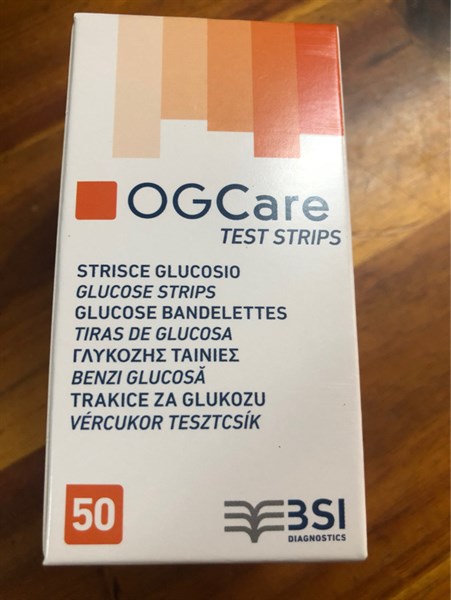 OGCare
TEST STRIPS
STRISCE GLUCOSIO
GLUCOSE STRIPS
GLUCOSE BANDELETTES
TIRAS DE GLUCOSA
ΓΛΥΚΟΖΗΣ ΤΑΙΝΙΕΣ
BENZI GLUCOSĂ
TRAKICE ZA GLUKOZU
VÉRCUKOR TESZTCSÍK
50
BSI
DIAGNOSTICS